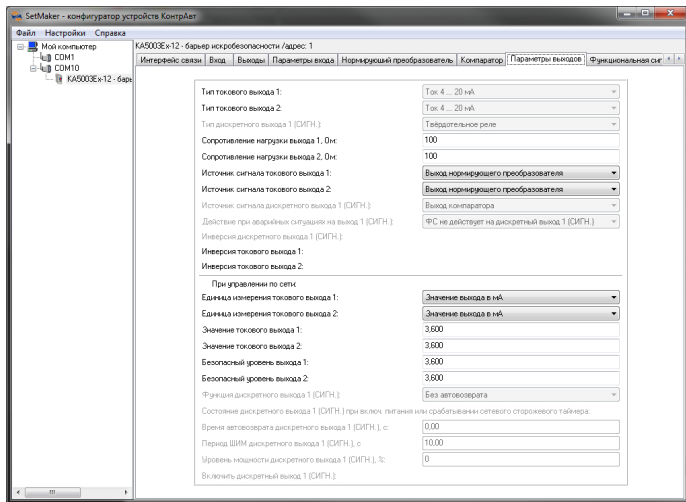 SetMaker - конфигуратор устройств КонтрАвт
Файл Настройки Справка
Мой компьютер
COM1
COM10
КА5003Ех-12 - барь
КА5003Ех-12 - барьер искробезопасности /адрес: 1
Интерфейс связи Вход Выходы Параметры входа Нормирующий преобразователь Компаратор Параметры выходов Функциональная сиг
Тип токового выхода 1: Ток 4 ... 20 мА
Тип токового выхода 2: Ток 4 ... 20 мА
Тип дискретного выхода 1 (СИГН.): Твёрдотельное реле
Сопротивление нагрузки выхода 1, Ом: 100
Сопротивление нагрузки выхода 2, Ом: 100
Источник сигнала токового выхода 1: Выход нормирующего преобразователя
Источник сигнала токового выхода 2: Выход нормирующего преобразователя
Источник сигнала дискретного выхода 1 (СИГН.): Выход компаратора
Действие при аварийных ситуациях на выход 1 (СИГН.): ФС не действует на дискретный выход 1 (СИГН.)
Инверсия дискретного выхода 1 (СИГН.):
Инверсия токового выхода 1:
Инверсия токового выхода 2:
При управлении по сети:
Единица измерения токового выхода 1: Значение выхода в мА
Единица измерения токового выхода 2: Значение выхода в мА
Значение токового выхода 1: 3,600
Значение токового выхода 2: 3,600
Безопасный уровень выхода 1: 3,600
Безопасный уровень выхода 2: 3,600
Функция дискретного выхода 1 (СИГН.): Без автовозврата
Состояние дискретного выхода 1 (СИГН.) при включ. питания или срабатывании сетевого сторожевого таймера:
Время автовозврата дискретного выхода 1 (СИГН.), с: 0,00
Период ШИМ дискретного выхода 1 (СИГН.), с 10,00
Уровень мощности дискретного выхода 1 (СИГН.), %: 0
Включить дискретный выход 1 (СИГН.):